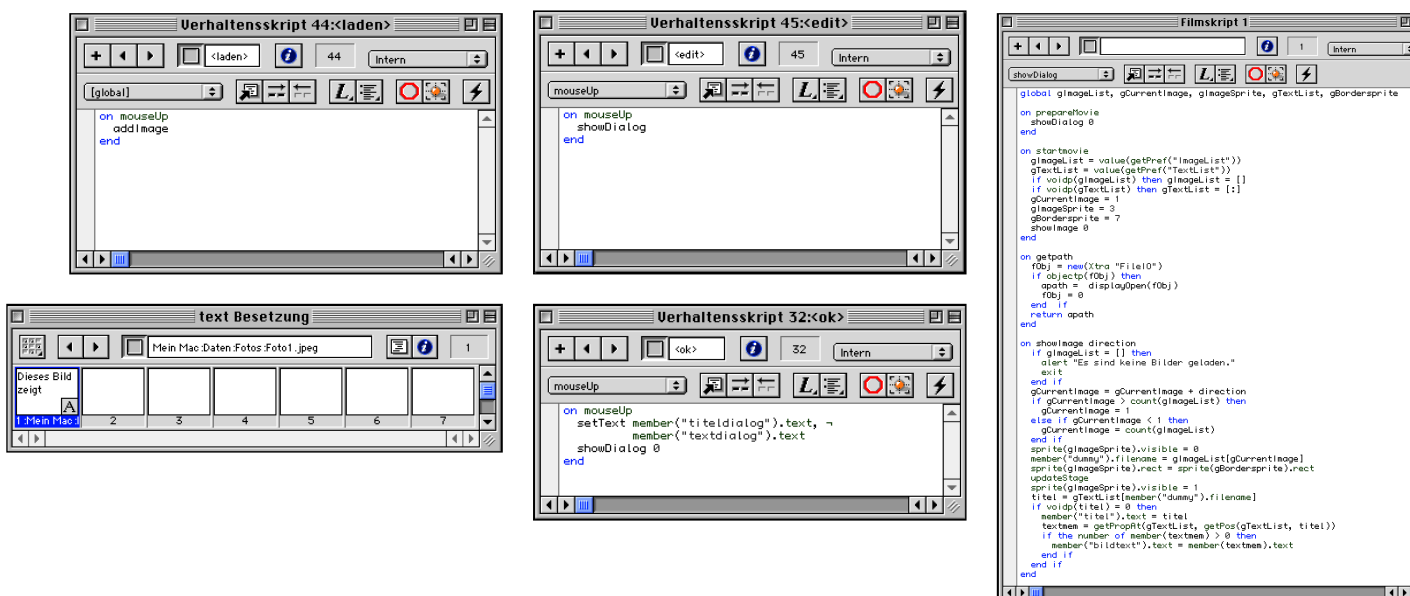 Verhaltensskript 44:<laden>
<laden>
44
Intern
[global]
on mouseUp
addImage
end
Verhaltensskript 45:<edit>
<edit>
45
Intern
mouseUp
on mouseUp
showDialog
end
text Besetzung
Mein Mac:Daten:Fotos:Foto1.jpeg
1
Dieses Bild
zeigt
A
1:Mein Mac:
2
3
4
5
6
7
Verhaltensskript 32:<ok>
<ok>
32
Intern
mouseUp
on mouseUp
setText member("titeldialog").text, ¬
member("textdialog").text
showDialog 0
end
Filmskript 1
1
Intern
showDialog
global gImageList, gCurrentImage, gImageSprite, gTextList, gBordersprite
on prepareMovie
showDialog 0
end
on startmovie
gImageList = value(getPref("ImageList"))
gTextList = value(getPref("TextList"))
if voidp(gImageList) then gImageList = []
if voidp(gTextList) then gTextList = [:]
gCurrentImage = 1
gImageSprite = 3
gBordersprite = 7
showImage 0
end
on getpath
fObj = new(Xtra "FileIO")
if objectp(fObj) then
apath = displayOpen(fObj)
fObj = 0
end if
return apath
end
on showImage direction
if gImageList = [] then
alert "Es sind keine Bilder geladen."
exit
end if
gCurrentImage = gCurrentImage + direction
if gCurrentImage > count(gImageList) then
gCurrentImage = 1
else if gCurrentImage < 1 then
gCurrentImage = count(gImageList)
end if
sprite(gImageSprite).visible = 0
member("dummy").filename = gImageList[gCurrentImage]
sprite(gImageSprite).rect = sprite(gBordersprite).rect
updateStage
sprite(gImageSprite).visible = 1
titel = gTextList[member("dummy").filename]
if voidp(titel) = 0 then
member("titel").text = titel
textmem = getPropAt(gTextList, getPos(gTextList, titel))
if the number of member(textmem) > 0 then
member("bildtext").text = member(textmem).text
end if
end if
end